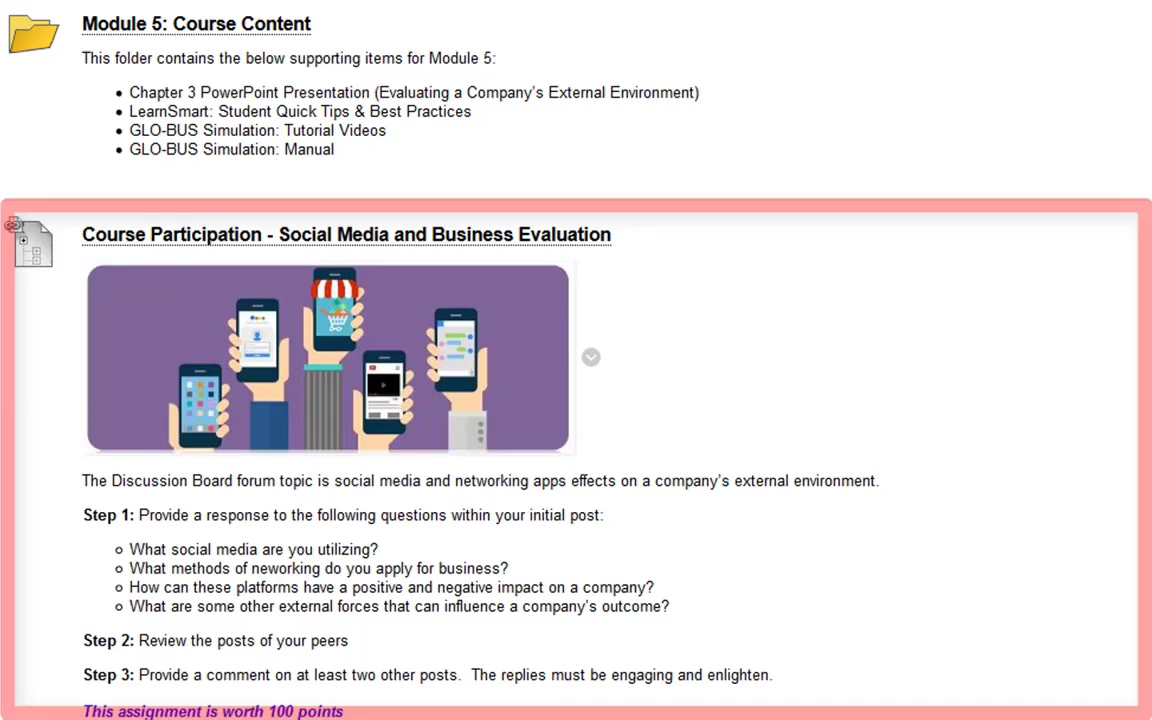 Module 5: Course Content
This folder contains the below supporting items for Module 5:
Chapter 3 PowerPoint Presentation (Evaluating a Company's External Environment)
LearnSmart: Student Quick Tips & Best Practices
GLO-BUS Simulation: Tutorial Videos
GLO-BUS Simulation: Manual
Course Participation - Social Media and Business Evaluation
The Discussion Board forum topic is social media and networking apps effects on a company's external environment.
Step 1: Provide a response to the following questions within your initial post:
What social media are you utilizing?
What methods of neworking do you apply for business?
How can these platforms have a positive and negative impact on a company?
What are some other external forces that can influence a company's outcome?
Step 2: Review the posts of your peers
Step 3: Provide a comment on at least two other posts.  The replies must be engaging and enlighten.
This assignment is worth 100 points